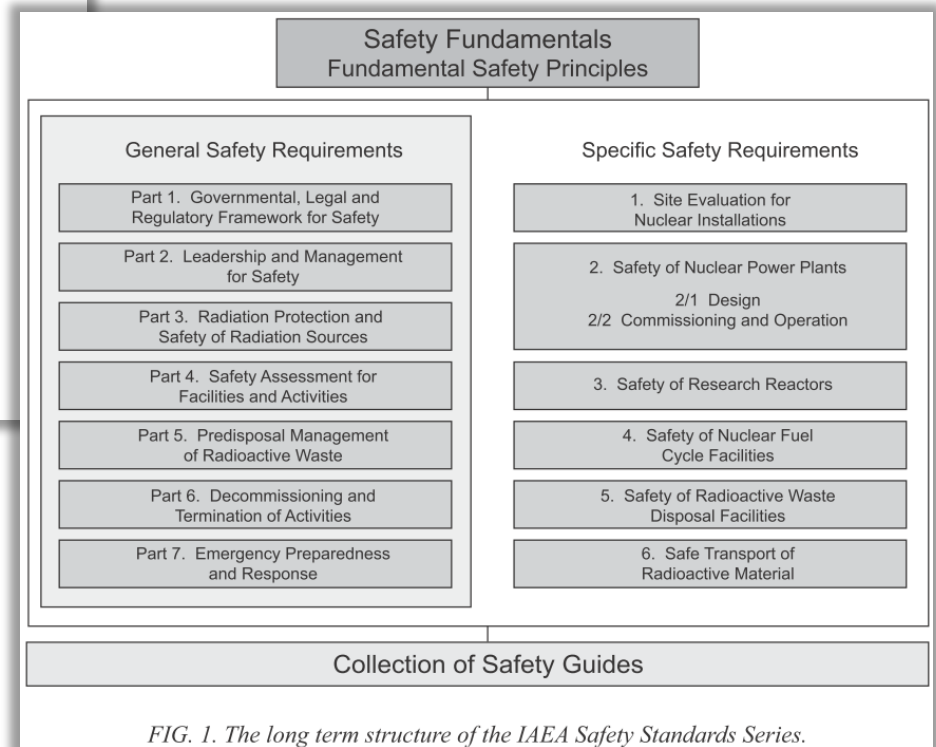 Safety Fundamentals
Fundamental Safety Principles
General Safety Requirements
Part 1. Governmental, Legal and
Regulatory Framework for Safety
Part 2. Leadership and Management
for Safety
Part 3. Radiation Protection and
Safety of Radiation Sources
Part 4. Safety Assessment for
Facilities and Activities
Part 5. Predisposal Management
of Radioactive Waste
Part 6. Decommissioning and
Termination of Activities
Part 7. Emergency Preparedness
and Response
Specific Safety Requirements
1. Site Evaluation for
Nuclear Installations
2. Safety of Nuclear Power Plants
2/1 Design
2/2 Commissioning and Operation
3. Safety of Research Reactors
4. Safety of Nuclear Fuel
Cycle Facilities
5. Safety of Radioactive Waste
Disposal Facilities
6. Safe Transport of
Radioactive Material
Collection of Safety Guides
FIG. 1. The long term structure of the IAEA Safety Standards Series.